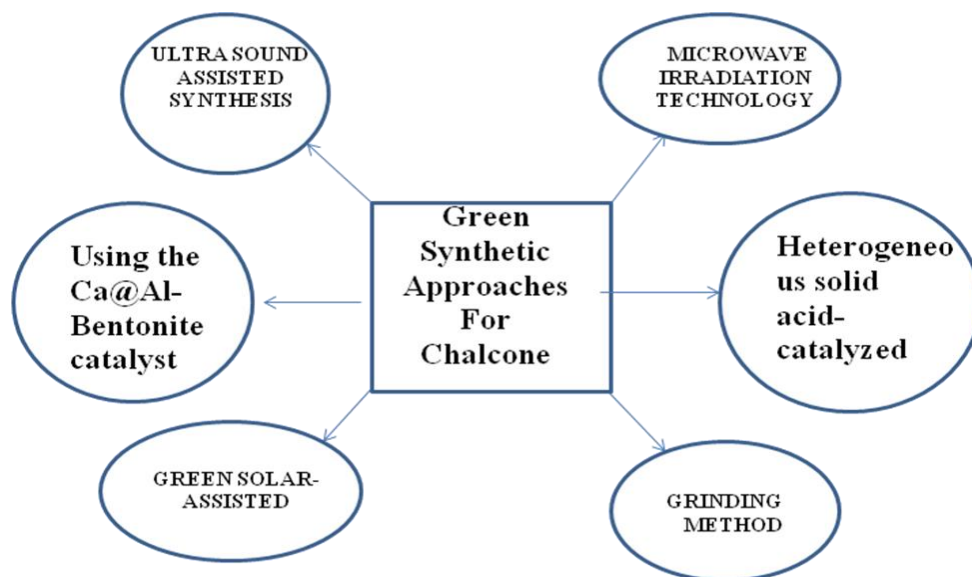 ULTRA SOUND
ASSISTED
SYNTHESIS
MICROWAVE
IRRADIATION
TECHNOLOGY
Green
Synthetic
Approaches
For
Chalcone
Using the
Ca@Al-
Bentonite
catalyst
Heterogeneo
us solid
acid-
catalyzed
GREEN SOLAR-
ASSISTED
GRINDING
METHOD